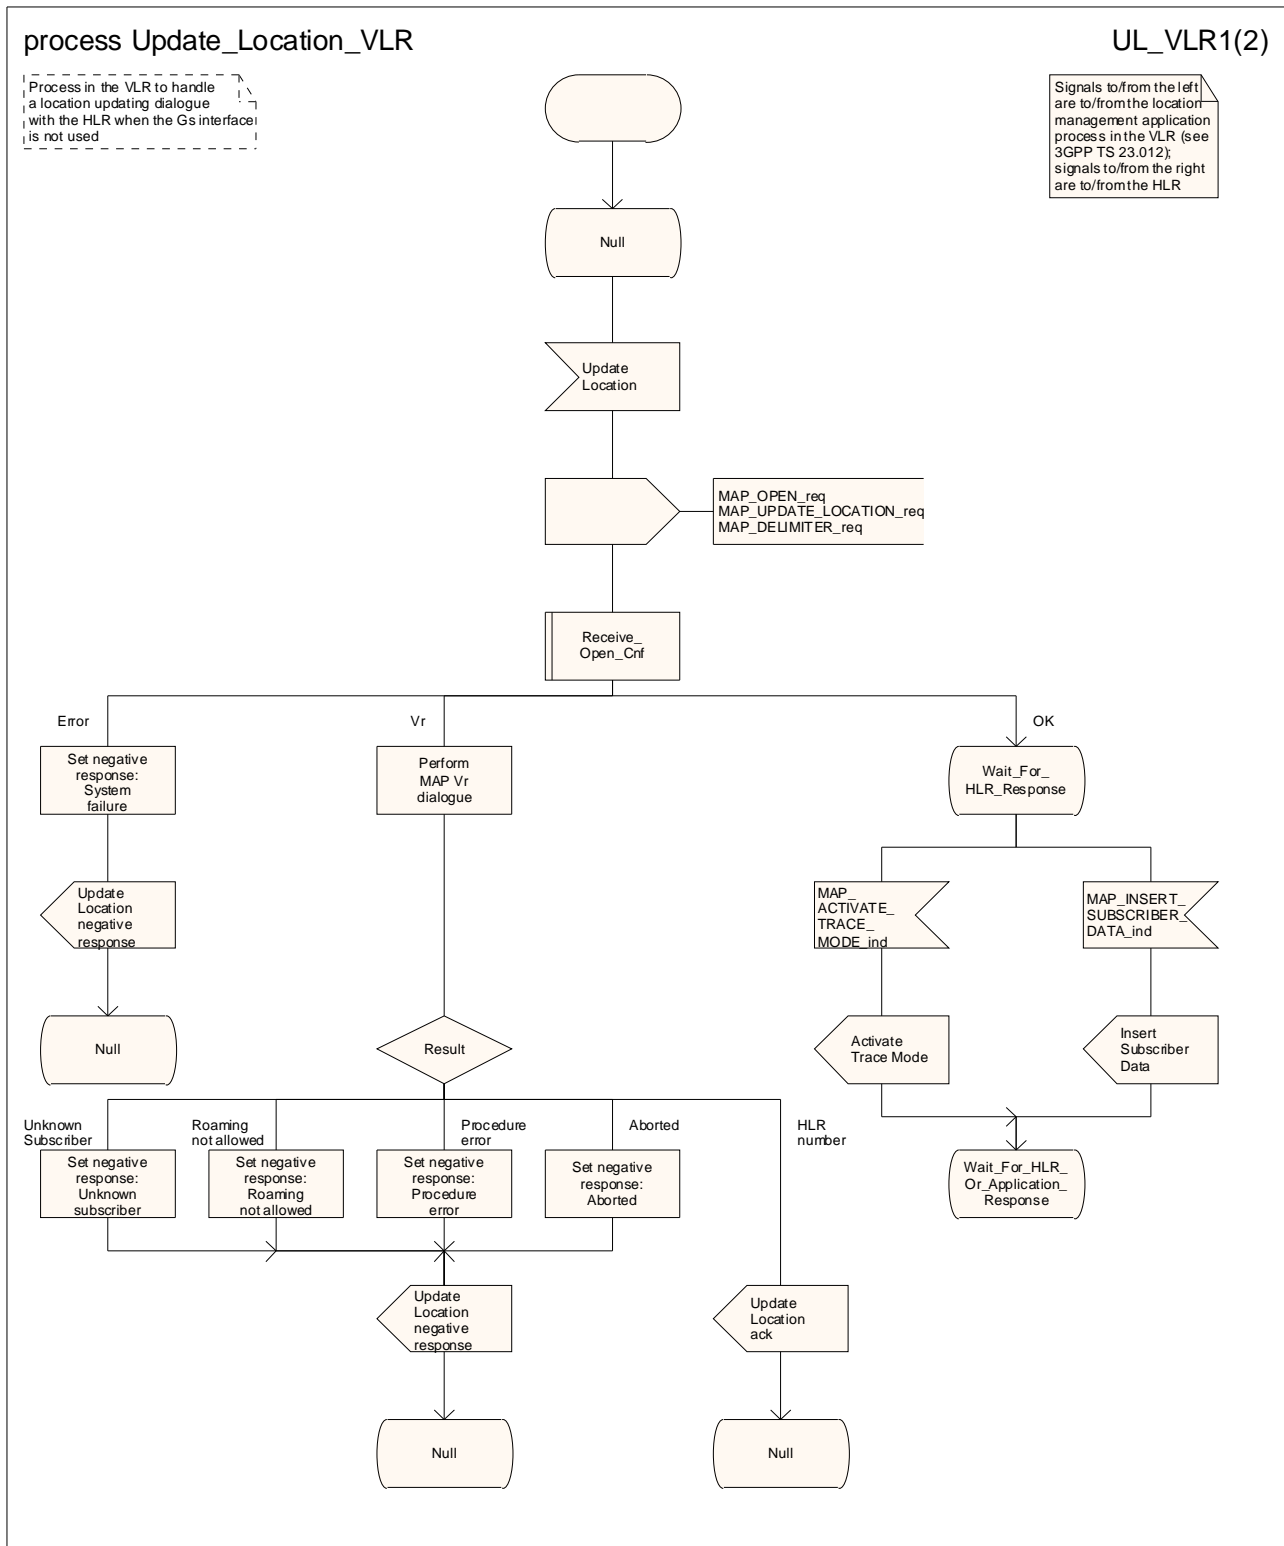 process Update_Location_VLR
UL_VLR1(2)
Process in the VLR to handle
a location updating dialogue
with the HLR when the Gs interface
is not used
Signals to/from the left
are to/from the location
management application
process in the VLR (see
3GPP TS 23.012);
signals to/from the right
are to/from the HLR
Null
Update
Location
MAP_OPEN_req
MAP_UPDATE_LOCATION_req
MAP_DELIMITER_req
Receive_
Open_Cnf
Error
Vr
OK
Set negative
response:
System
failure
Perform
MAP Vr
dialogue
Wait_For_
HLR_Response
Update
Location
negative
response
MAP_
ACTIVATE_
TRACE_
MODE_ind
MAP_INSERT_
SUBSCRIBER_
DATA_ind
Null
Result
Activate
Trace Mode
Insert
Subscriber
Data
Unknown
Subscriber
Roaming
not allowed
Procedure
error
Aborted
HLR
number
Set negative
response:
Unknown
subscriber
Set negative
response:
Roaming
not allowed
Set negative
response:
Procedure
error
Set negative
response:
Aborted
Wait_For_HLR_
Or_Application_
Response
Update
Location
negative
response
Update
Location
ack
Null
Null